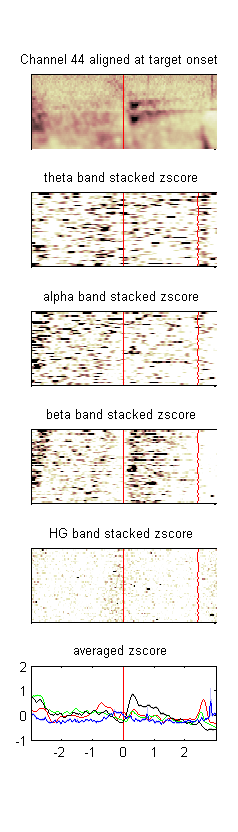 Channel 44 aligned at target onset
theta band stacked zscore
alpha band stacked zscore
beta band stacked zscore
HG band stacked zscore
averaged zscore
2
1
0
-1
-2 -1 0 1 2